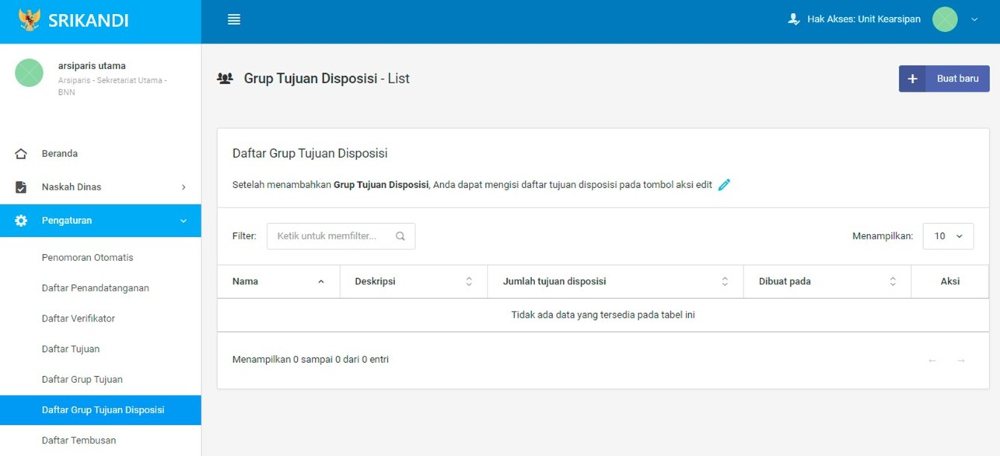 SRIKANDI
Hak Akses: Unit Kearsipan
arsiparis utama
Arsiparis - Sekretariat Utama -
BNN
Beranda
Naskah Dinas
Pengaturan
Penomoran Otomatis
Daftar Penandatanganan
Daftar Verifikator
Daftar Tujuan
Daftar Grup Tujuan
Daftar Grup Tujuan Disposisi
Daftar Tembusan
Grup Tujuan Disposisi - List
+ Buat baru
Daftar Grup Tujuan Disposisi
Setelah menambahkan Grup Tujuan Disposisi, Anda dapat mengisi daftar tujuan disposisi pada tombol aksi edit
Filter: Ketik untuk memfilter... Menampilkan: 10
Nama Deskripsi Jumlah tujuan disposisi Dibuat pada Aksi
Tidak ada data yang tersedia pada tabel ini
Menampilkan 0 sampai 0 dari 0 entri ← →